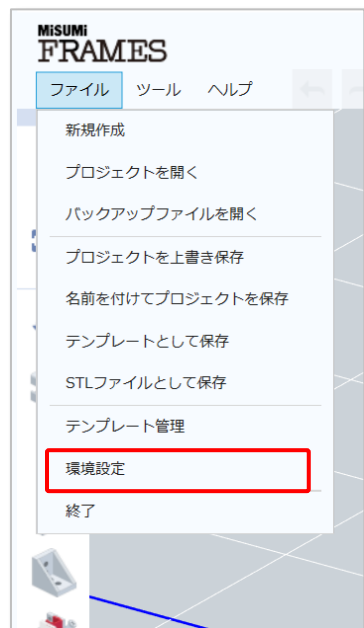 MiSUMi
FRAMES
ファイル ツール ヘルプ
新規作成
プロジェクトを開く
バックアップファイルを開く
プロジェクトを上書き保存
名前を付けてプロジェクトを保存
テンプレートとして保存
STLファイルとして保存
テンプレート管理
環境設定
終了